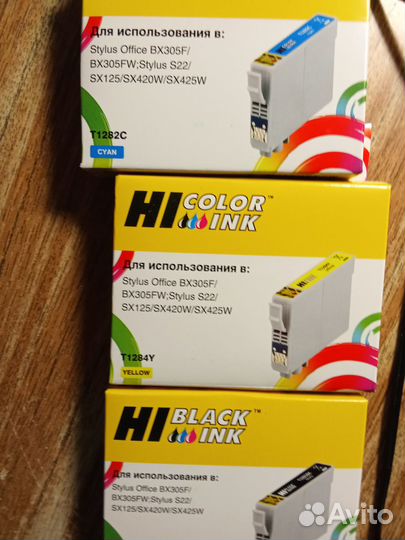 Для использования в:
Stylus Office BX305F/
BX305FW;Stylus S22/
SX125/SX420W/SX425W
T1282C
CYAN
HI COLOR INK™
Для использования в:
Stylus Office BX305F/
BX305FW;Stylus S22/
SX125/SX420W/SX425W
T1284Y
YELLOW
HI BLACK INK™
Для использования в:
Stylus Office BX305F/
BX305FW;Stylus S22/
SX125/SX420W/SX425W
Avito